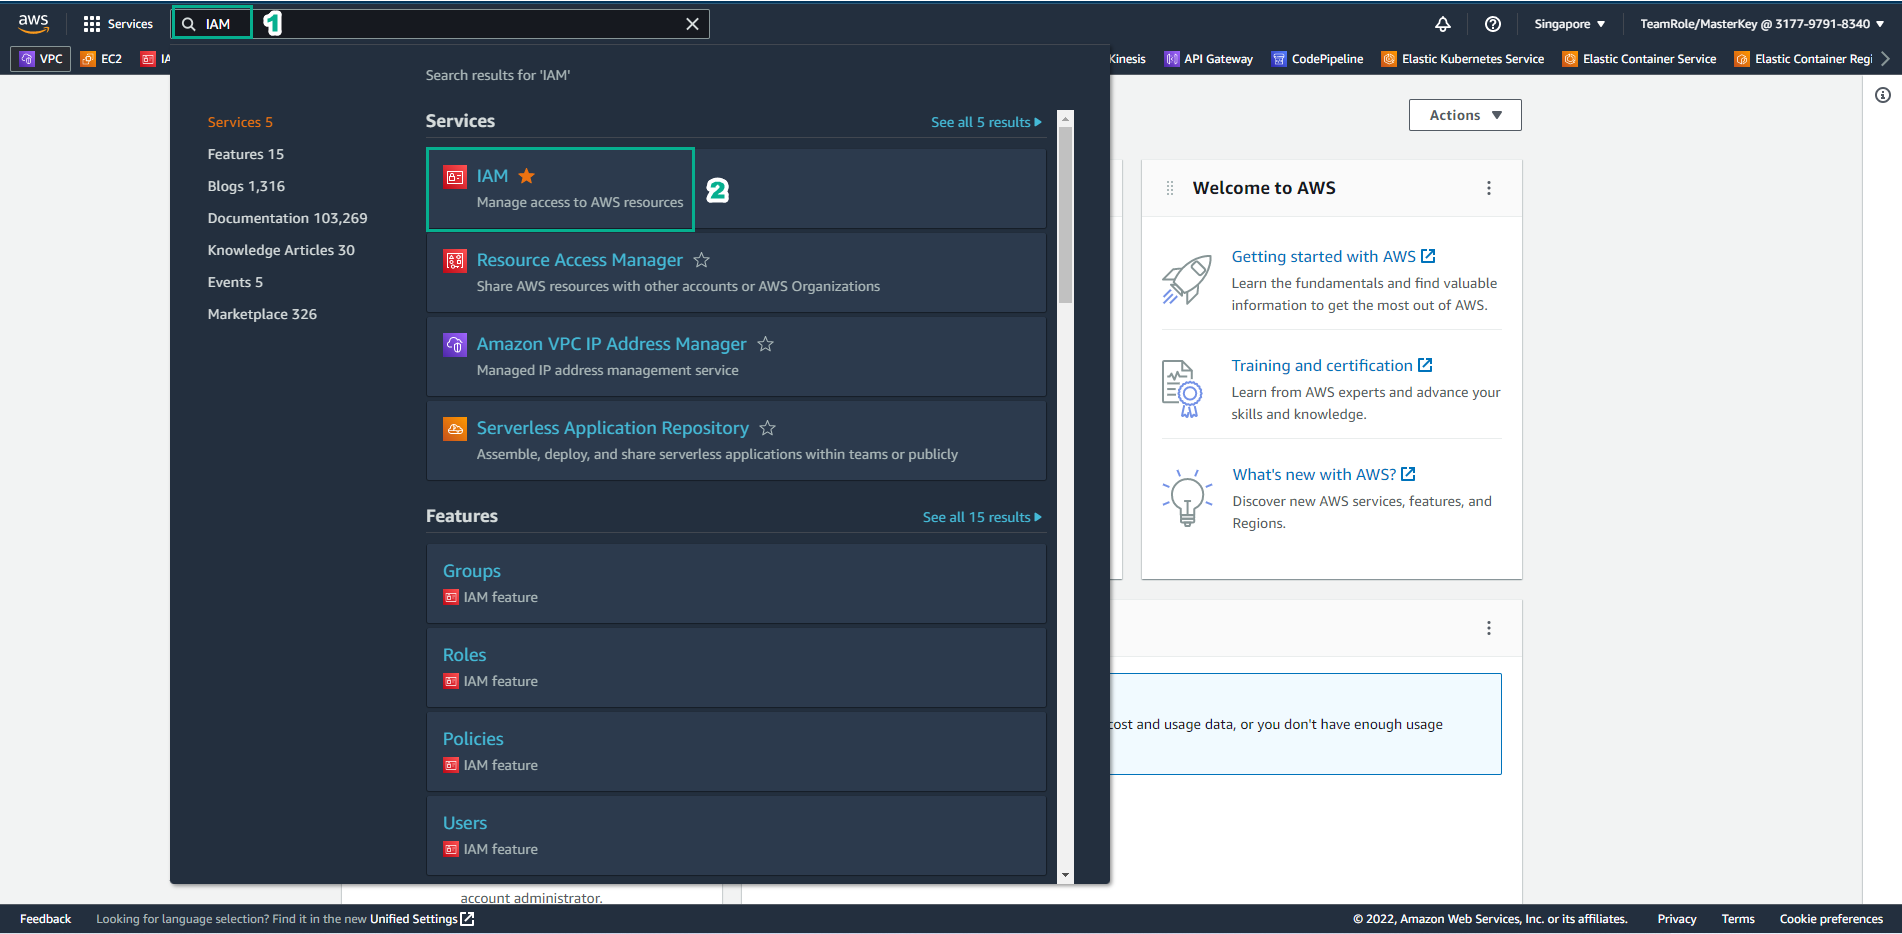 aws
Services
IAM
1
Singapore
TeamRole/MasterKey @ 3177-9791-8340
VPC
EC2
IA
Kinesis
API Gateway
CodePipeline
Elastic Kubernetes Service
Elastic Container Service
Elastic Container Regi
Search results for 'IAM'
Services 5
Features 15
Blogs 1,316
Documentation 103,269
Knowledge Articles 30
Events 5
Marketplace 326
Services
See all 5 results
IAM
Manage access to AWS resources
2
Resource Access Manager
Share AWS resources with other accounts or AWS Organizations
Amazon VPC IP Address Manager
Managed IP address management service
Serverless Application Repository
Assemble, deploy, and share serverless applications within teams or publicly
Features
See all 15 results
Groups
IAM feature
Roles
IAM feature
Policies
IAM feature
Users
IAM feature
Actions
Welcome to AWS
Getting started with AWS
Learn the fundamentals and find valuable
information to get the most out of AWS.
Training and certification
Learn from AWS experts and advance your
skills and knowledge.
What's new with AWS?
Discover new AWS services, features, and
Regions.
cost and usage data, or you don't have enough usage
account administrator.
Feedback
Looking for language selection? Find it in the new Unified Settings
© 2022, Amazon Web Services, Inc. or its affiliates.
Privacy
Terms
Cookie preferences